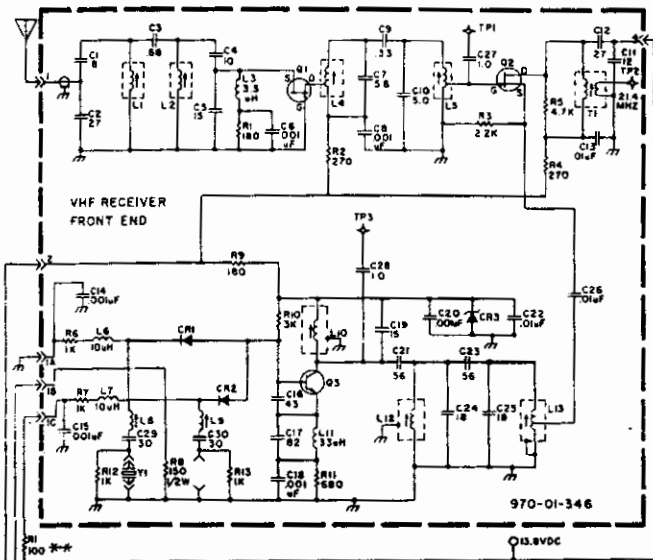 C1
8
C2
27
L1
C3
.68
L2
C4
10
C5
15
L3
3.3
uH
R1
180
C6
.001
uF
Q1
S
D
G
L4
C7
56
C8
.001
uF
R2
270
C9
.33
C10
5.0
L5
TP1
C27
1.0
R3
2.2K
Q2
D
S
G
R5
4.7K
R4
270
C12
27
C11
12
TP2
21.4
MHZ
T1
C13
.01uF
VHF RECEIVER
FRONT END
1
2
R9
180
C14
.001uF
R6
1K
L6
10uH
CR1
1A
1B
1C
R7
1K
L7
10uH
CR2
C15
.001uF
L8
C29
30
L9
C30
30
R12
1K
Y1
R8
150
1/2W
R13
1K
R10
3K
L10
Q3
C16
43
C17
82
C18
.001
uF
L11
.33uH
R11
680
TP3
C28
1.0
C19
15
C20
.001uF
CR3
C22
.01uF
C21
56
C23
56
L12
C24
18
C25
18
L13
C26
.01uF
970-01-346
R1
100 **
13.8VDC